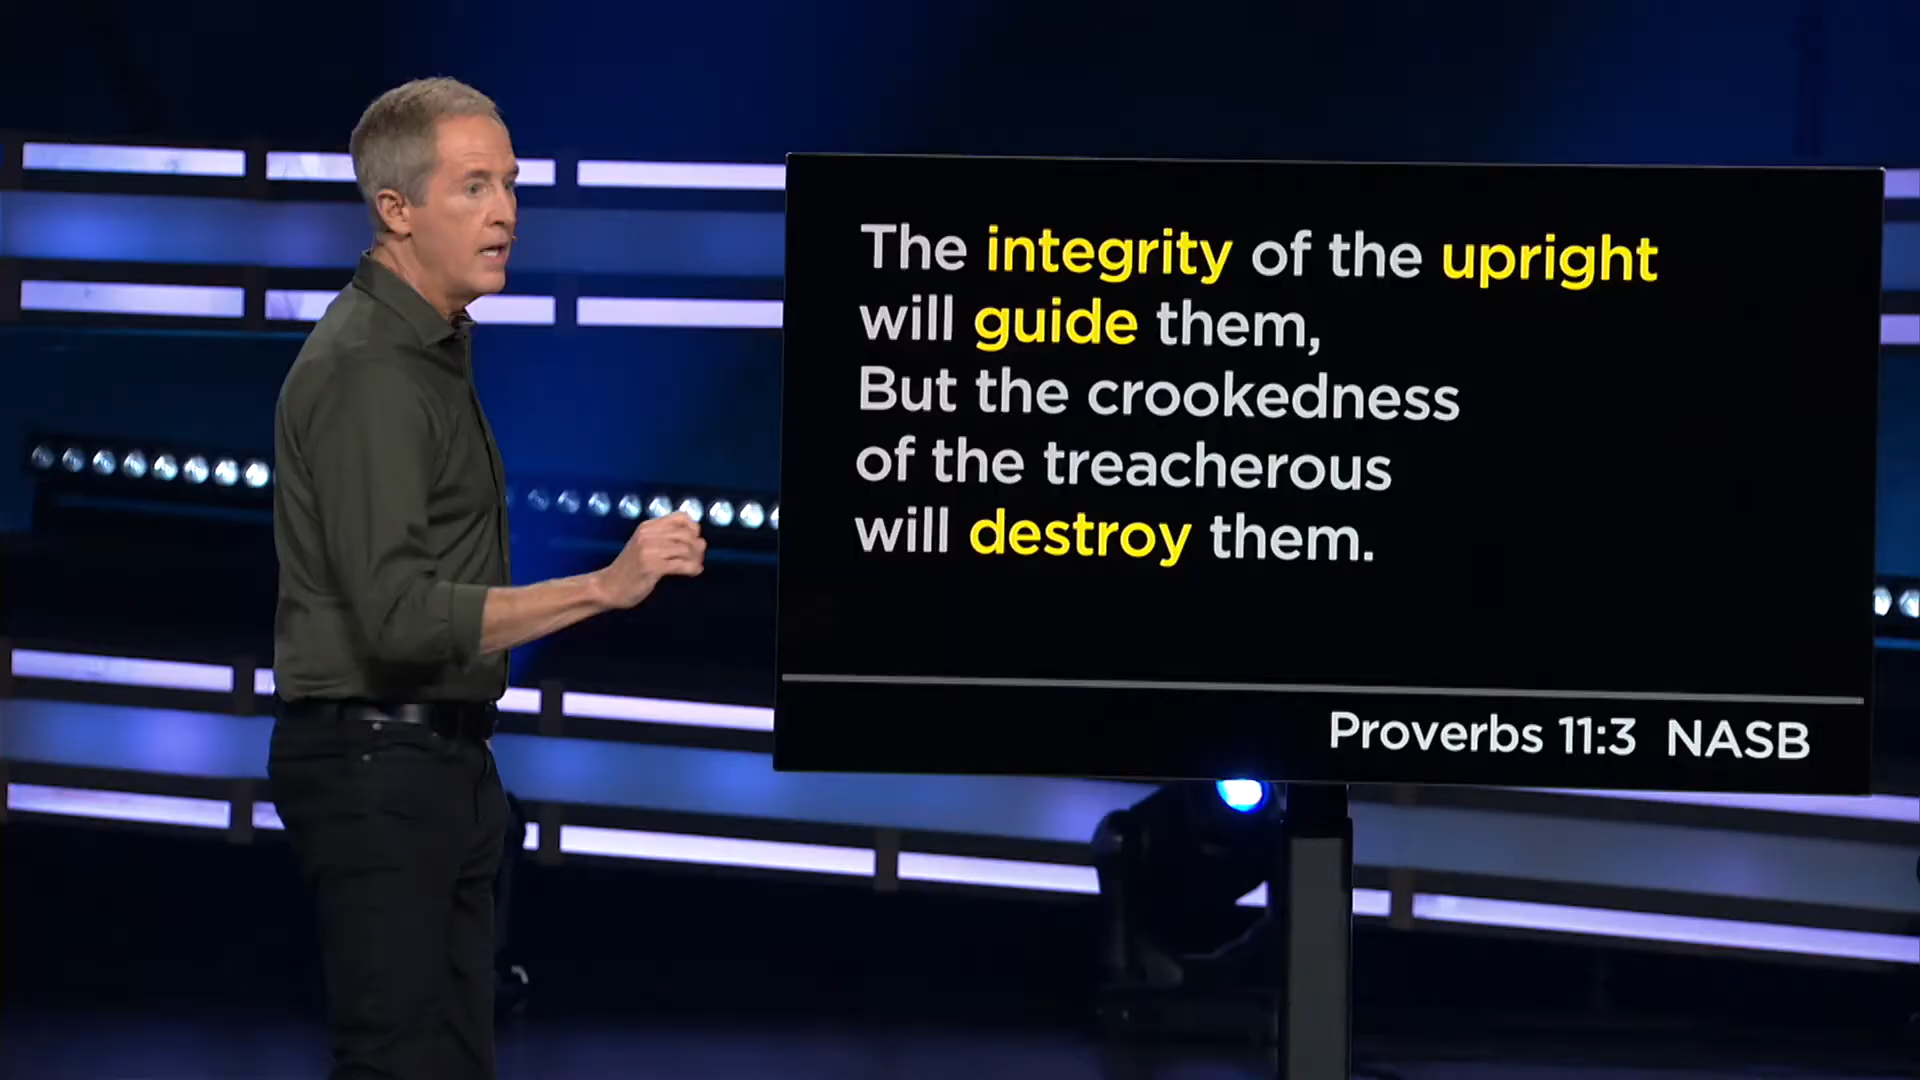 The integrity of the upright
will guide them,
But the crookedness
of the treacherous
will destroy them.
Proverbs 11:3 NASB